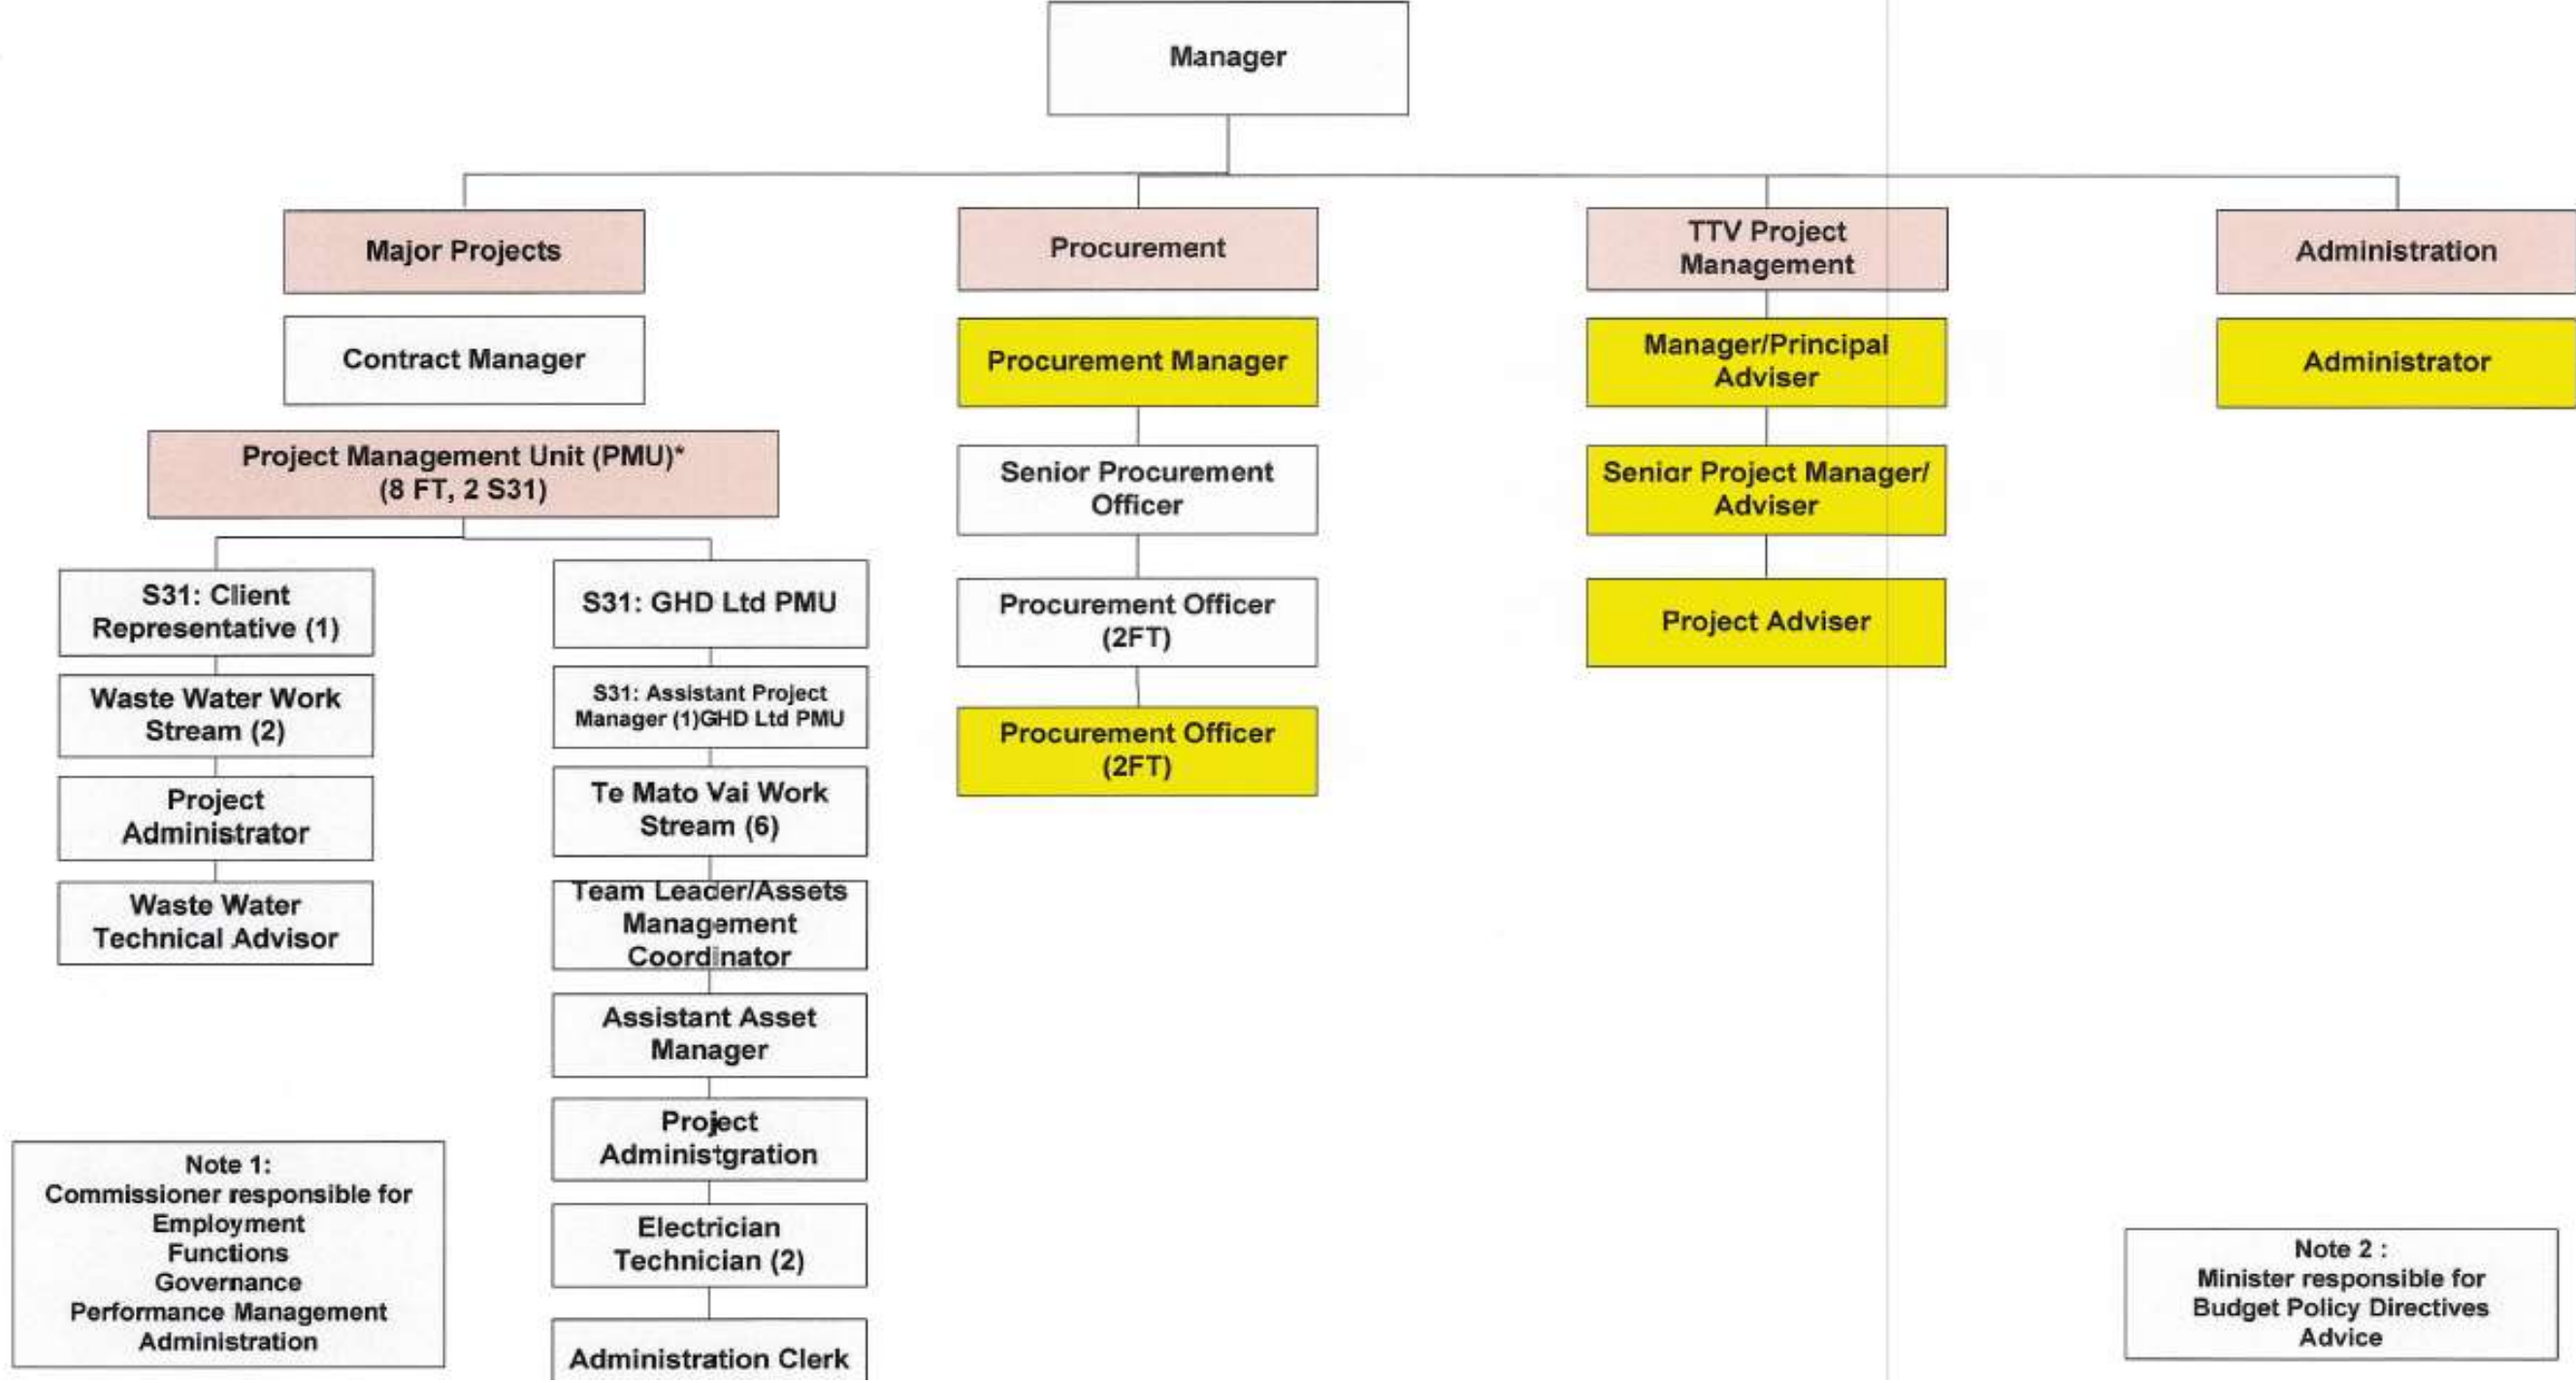 Manager
Major Projects
Contract Manager
Project Management Unit (PMU)*
(8 FT, 2 S31)
S31: Client
Representative (1)
Waste Water Work
Stream (2)
Project
Administrator
Waste Water
Technical Advisor
S31: GHD Ltd PMU
S31: Assistant Project
Manager (1)GHD Ltd PMU
Te Mato Vai Work
Stream (6)
Team Leader/Assets
Management
Coordinator
Assistant Asset
Manager
Project
Administgration
Electrician
Technician (2)
Administration Clerk
Procurement
Procurement Manager
Senior Procurement
Officer
Procurement Officer
(2FT)
Procurement Officer
(2FT)
TTV Project
Management
Manager/Principal
Adviser
Senior Project Manager/
Adviser
Project Adviser
Administration
Administrator
Note 1:
Commissioner responsible for
Employment
Functions
Governance
Performance Management
Administration
Note 2 :
Minister responsible for
Budget Policy Directives
Advice